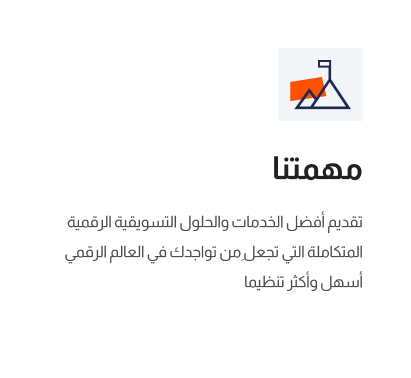 مهمتنا
تقديم أفضل الخدمات والحلول التسويقية الرقمية
المتكاملة التي تجعل ِمن تواجدك في العالم الرقمي
أسهل وأكثر تنظيما